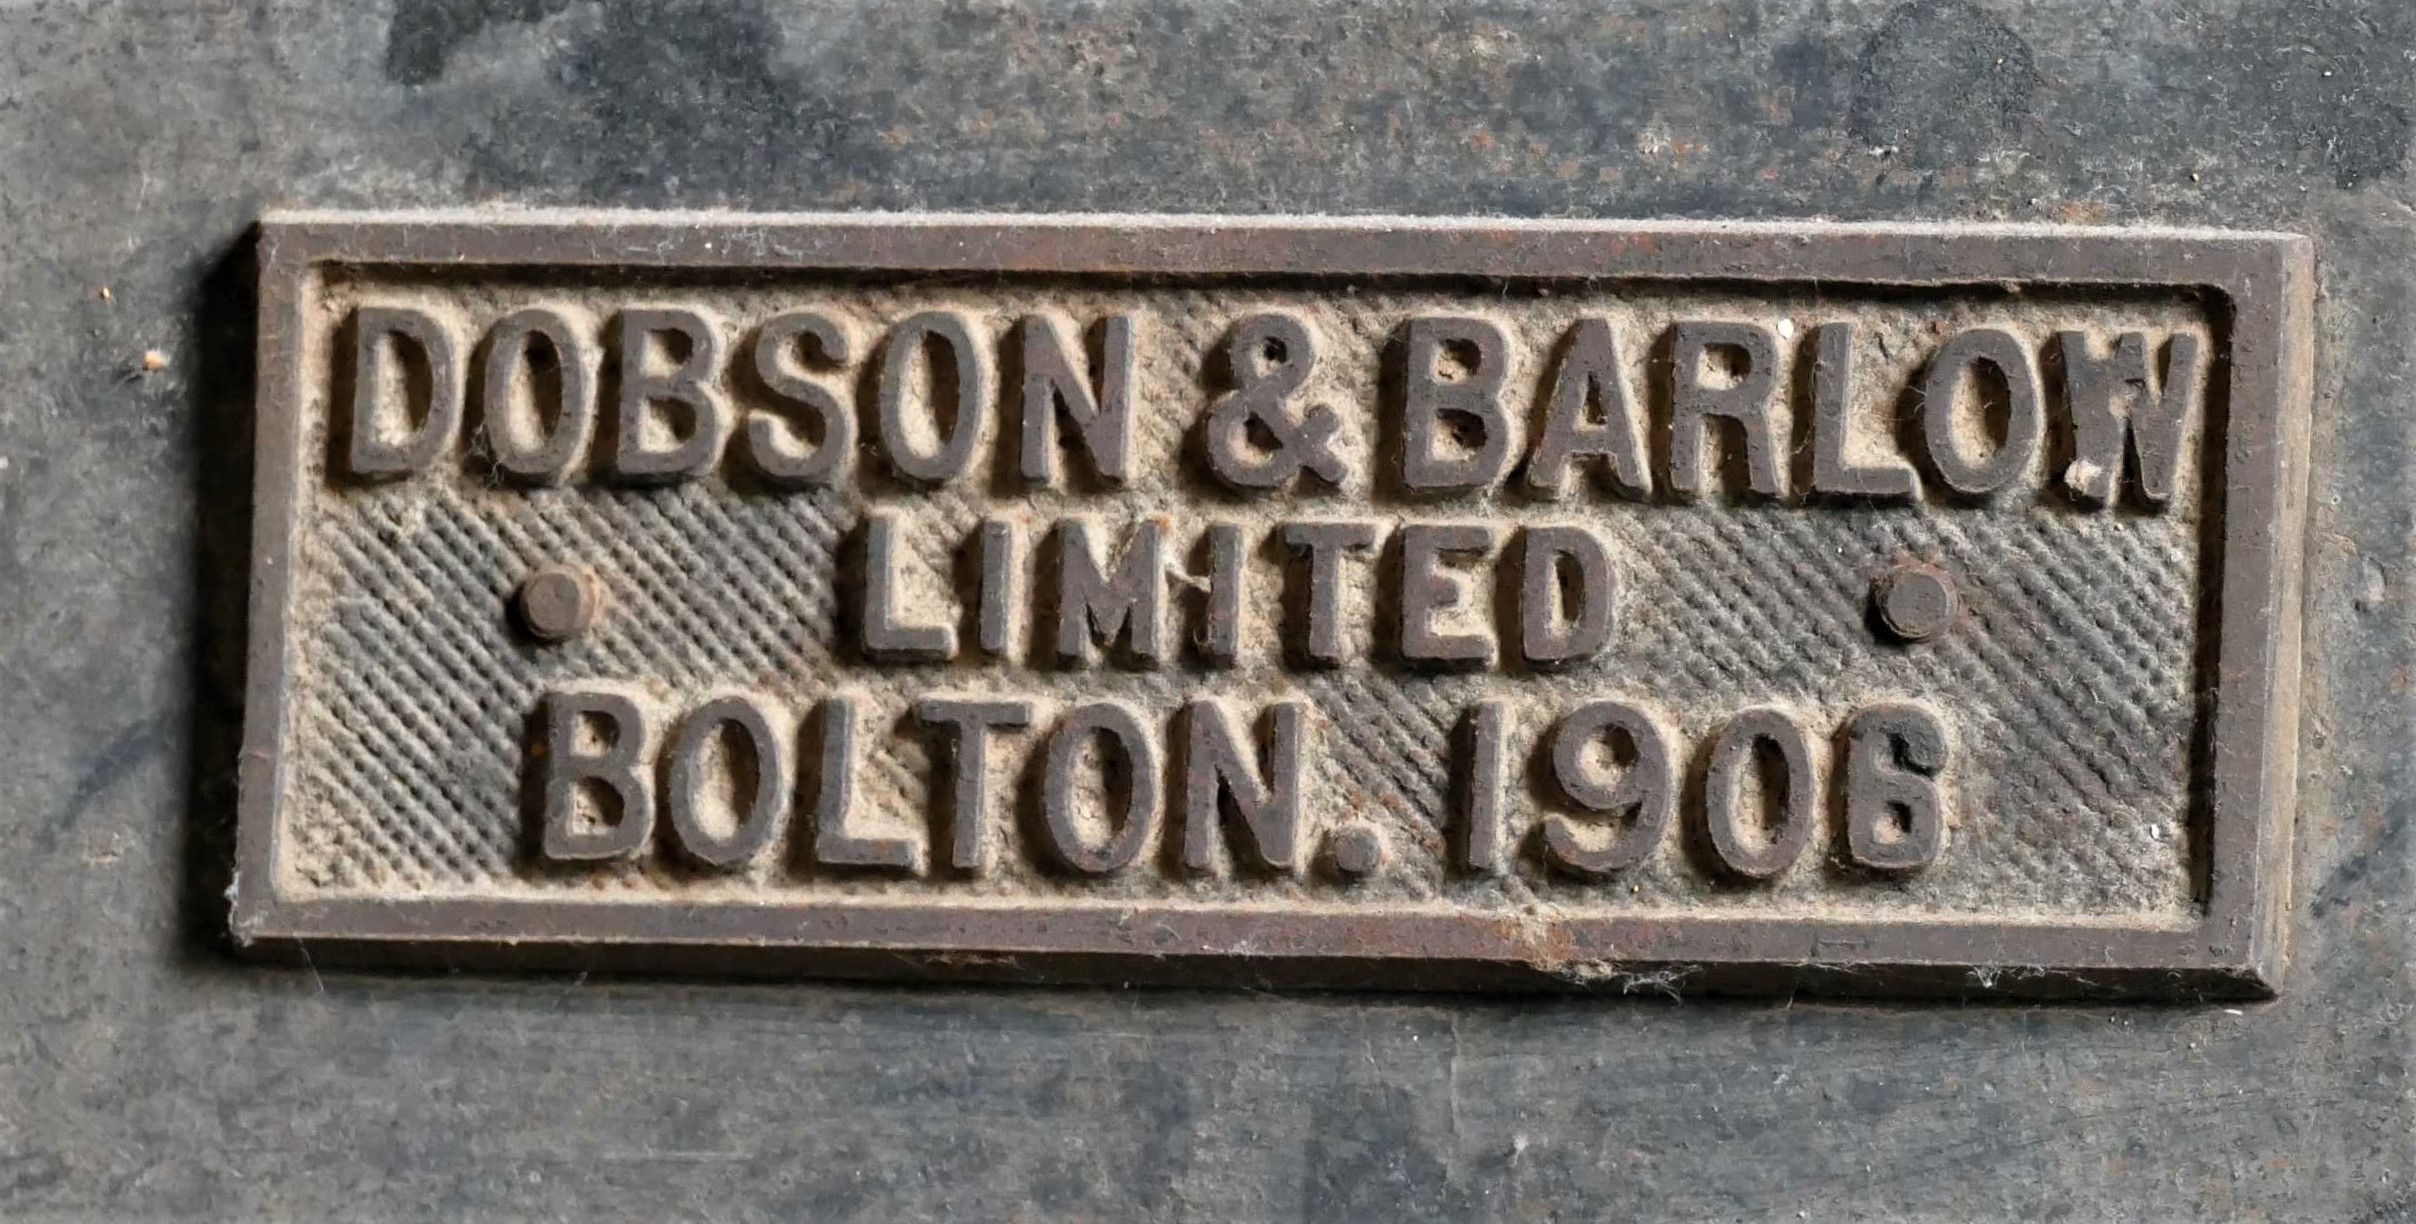 DOBSON & BARLOW
LIMITED
BOLTON. 1906